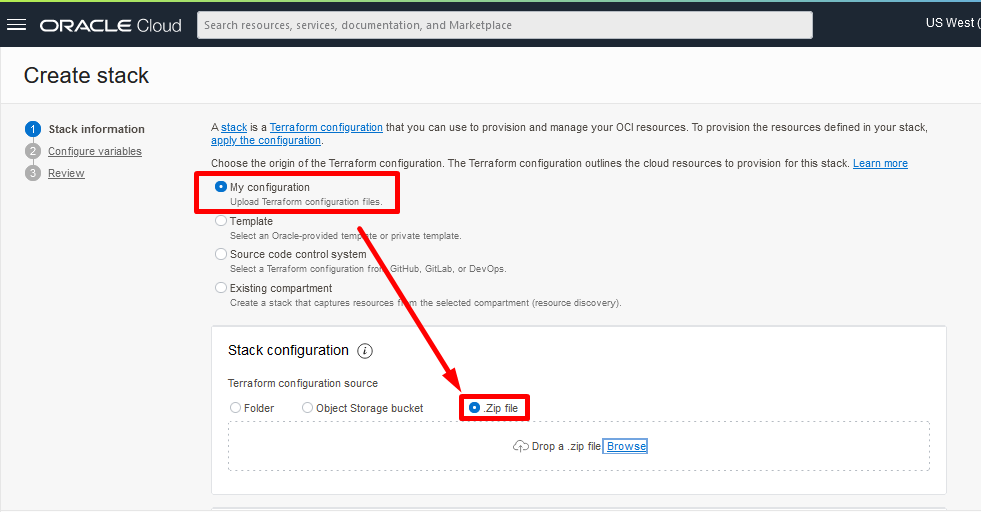 ORACLE Cloud
Search resources, services, documentation, and Marketplace
US West (
Create stack
1 Stack information
2 Configure variables
3 Review
A stack is a Terraform configuration that you can use to provision and manage your OCI resources. To provision the resources defined in your stack,
apply the configuration.
Choose the origin of the Terraform configuration. The Terraform configuration outlines the cloud resources to provision for this stack. Learn more
My configuration
Upload Terraform configuration files.
Template
Select an Oracle-provided template or private template.
Source code control system
Select a Terraform configuration from GitHub, GitLab, or DevOps.
Existing compartment
Create a stack that captures resources from the selected compartment (resource discovery).
Stack configuration i
Terraform configuration source
Folder
Object Storage bucket
.Zip file
Drop a .zip file Browse